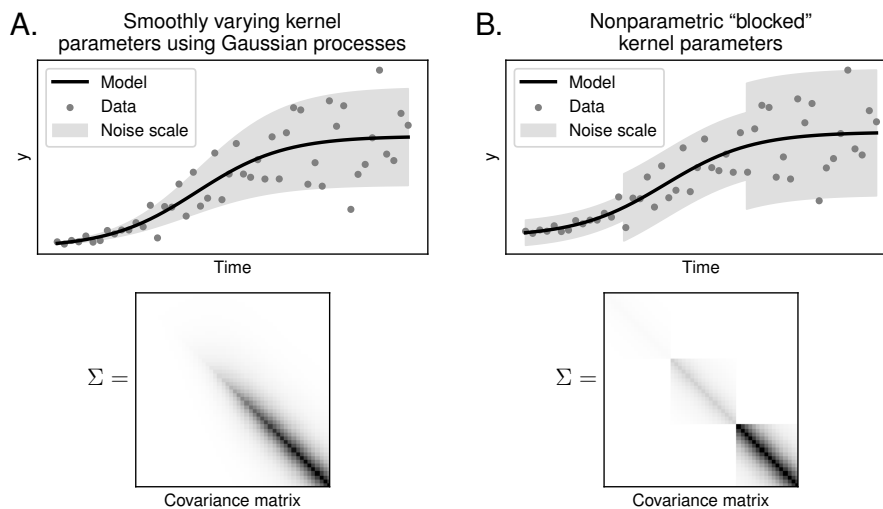 A.
Smoothly varying kernel
parameters using Gaussian processes
Model
Data
Noise scale
y
Time
Σ =
Covariance matrix
B.
Nonparametric “blocked”
kernel parameters
Model
Data
Noise scale
y
Time
Σ =
Covariance matrix